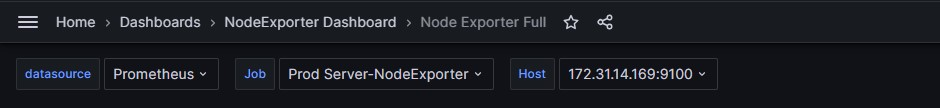 Home > Dashboards > NodeExporter Dashboard > Node Exporter Full
datasource Prometheus Job Prod Server-NodeExporter Host 172.31.14.169:9100